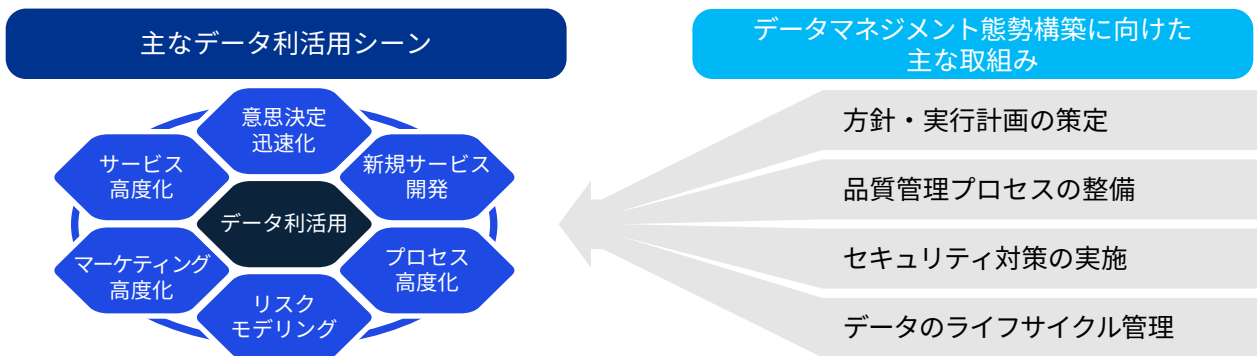 主なデータ利活用シーン
意思決定
迅速化
サービス
高度化
新規サービス
開発
データ利活用
マーケティング
高度化
プロセス
高度化
リスク
モデリング
データマネジメント態勢構築に向けた
主な取組み
方針・実行計画の策定
品質管理プロセスの整備
セキュリティ対策の実施
データのライフサイクル管理